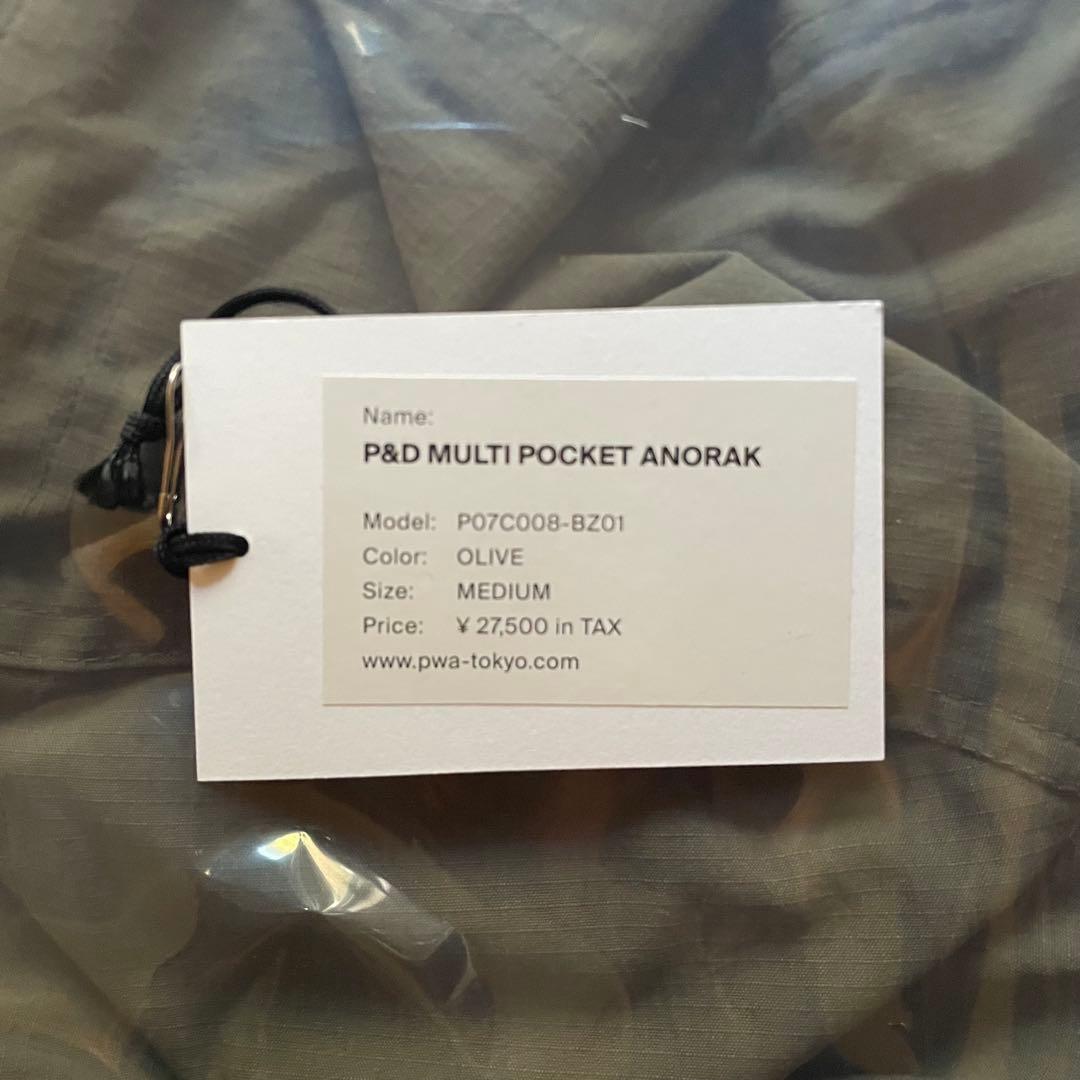 Name:
P&D MULTI POCKET ANORAK
Model: P07C008-BZ01
Color: OLIVE
Size: MEDIUM
Price: ¥ 27,500 in TAX
www.pwa-tokyo.com